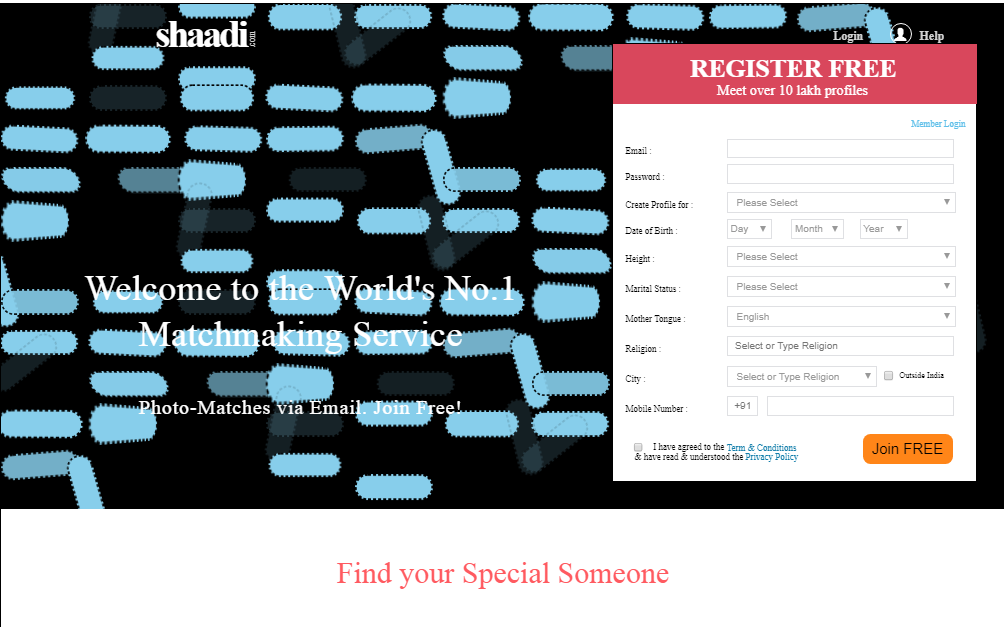 shaadi.com
Login Help
REGISTER FREE
Meet over 10 lakh profiles
Member Login
Email :
Password :
Create Profile for : Please Select
Date of Birth : Day Month Year
Height : Please Select
Marital Status : Please Select
Mother Tongue : English
Religion : Select or Type Religion
City : Select or Type Religion Outside India
Mobile Number : +91
I have agreed to the Term & Conditions
& have read & understood the Privacy Policy
Join FREE
Welcome to the World's No.1
Matchmaking Service
Photo-Matches via Email. Join Free!
Find your Special Someone